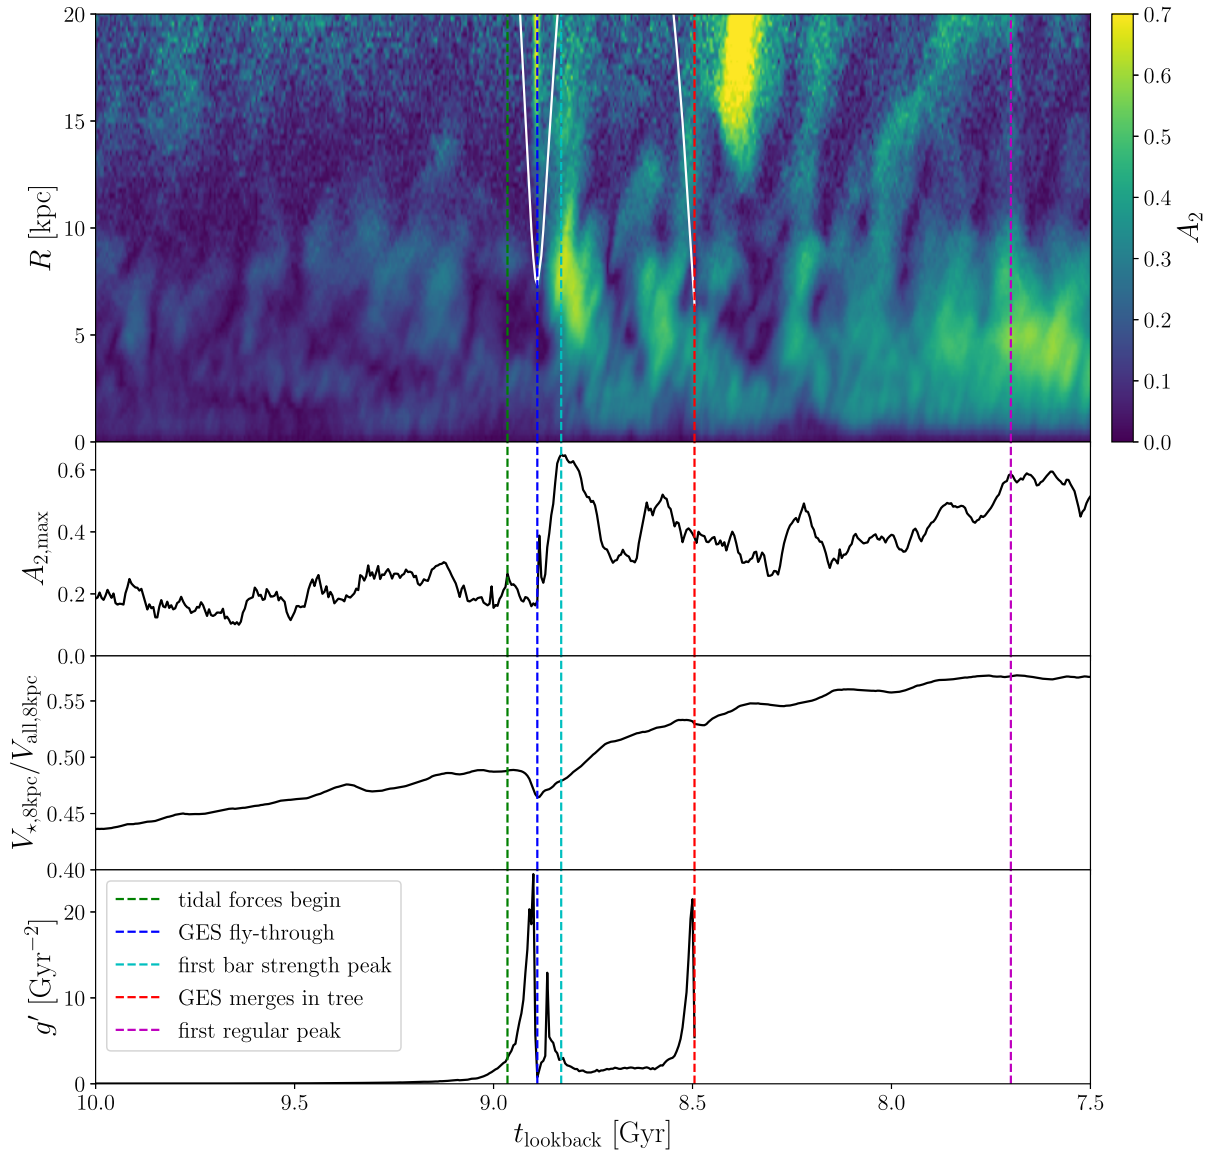 20
15
10
5
0
R [kpc]
0.7
0.6
0.5
0.4
0.3
0.2
0.1
0.0
A₂
0.6
0.4
0.2
0.0
A₂,max
0.55
0.50
0.45
0.40
V⋆,8kpc/Vall,8kpc
20
10
0
g′ [Gyr⁻²]
tidal forces begin
GES fly-through
first bar strength peak
GES merges in tree
first regular peak
10.0 9.5 9.0 8.5 8.0 7.5
tlookback [Gyr]